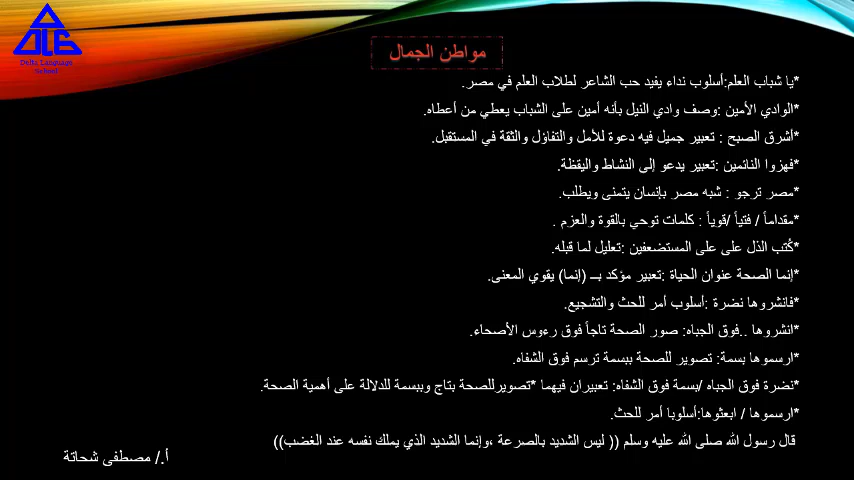 Delta Language
School
مواطن الجمال
*يا شباب العلم:أسلوب نداء يفيد حب الشاعر لطلاب العلم في مصر.
*الوادي الأمين :وصف وادي النيل بأنه أمين على الشباب يعطي من أعطاه.
*أشرق الصبح : تعبير جميل فيه دعوة للأمل والتفاؤل والثقة في المستقبل.
*فهزوا النائمين :تعبير يدعو إلى النشاط واليقظة.
*مصر ترجو : شبه مصر بإنسان يتمنى ويطلب.
*مقداماً / فتياً /قوياً : كلمات توحي بالقوة والعزم .
*كُتب الذل على على المستضعفين :تعليل لما قبله.
*إنما الصحة عنوان الحياة :تعبير مؤكد بـــ (إنما) يقوي المعنى.
*فانشروها نضرة :أسلوب أمر للحث والتشجيع.
*انشروها ..فوق الجباه: صور الصحة تاجاً فوق رءوس الأصحاء.
*ارسموها بسمة: تصوير للصحة ببسمة ترسم فوق الشفاه.
*نضرة فوق الجباه /بسمة فوق الشفاه: تعبيران فيهما *تصويرللصحة بتاج وببسمة للدلالة على أهمية الصحة.
*ارسموها / ابعثوها:أسلوبا أمر للحث.
قال رسول الله صلى الله عليه وسلم (( ليس الشديد بالصرعة ،وإنما الشديد الذي يملك نفسه عند الغضب))
أ./ مصطفى شحاتة